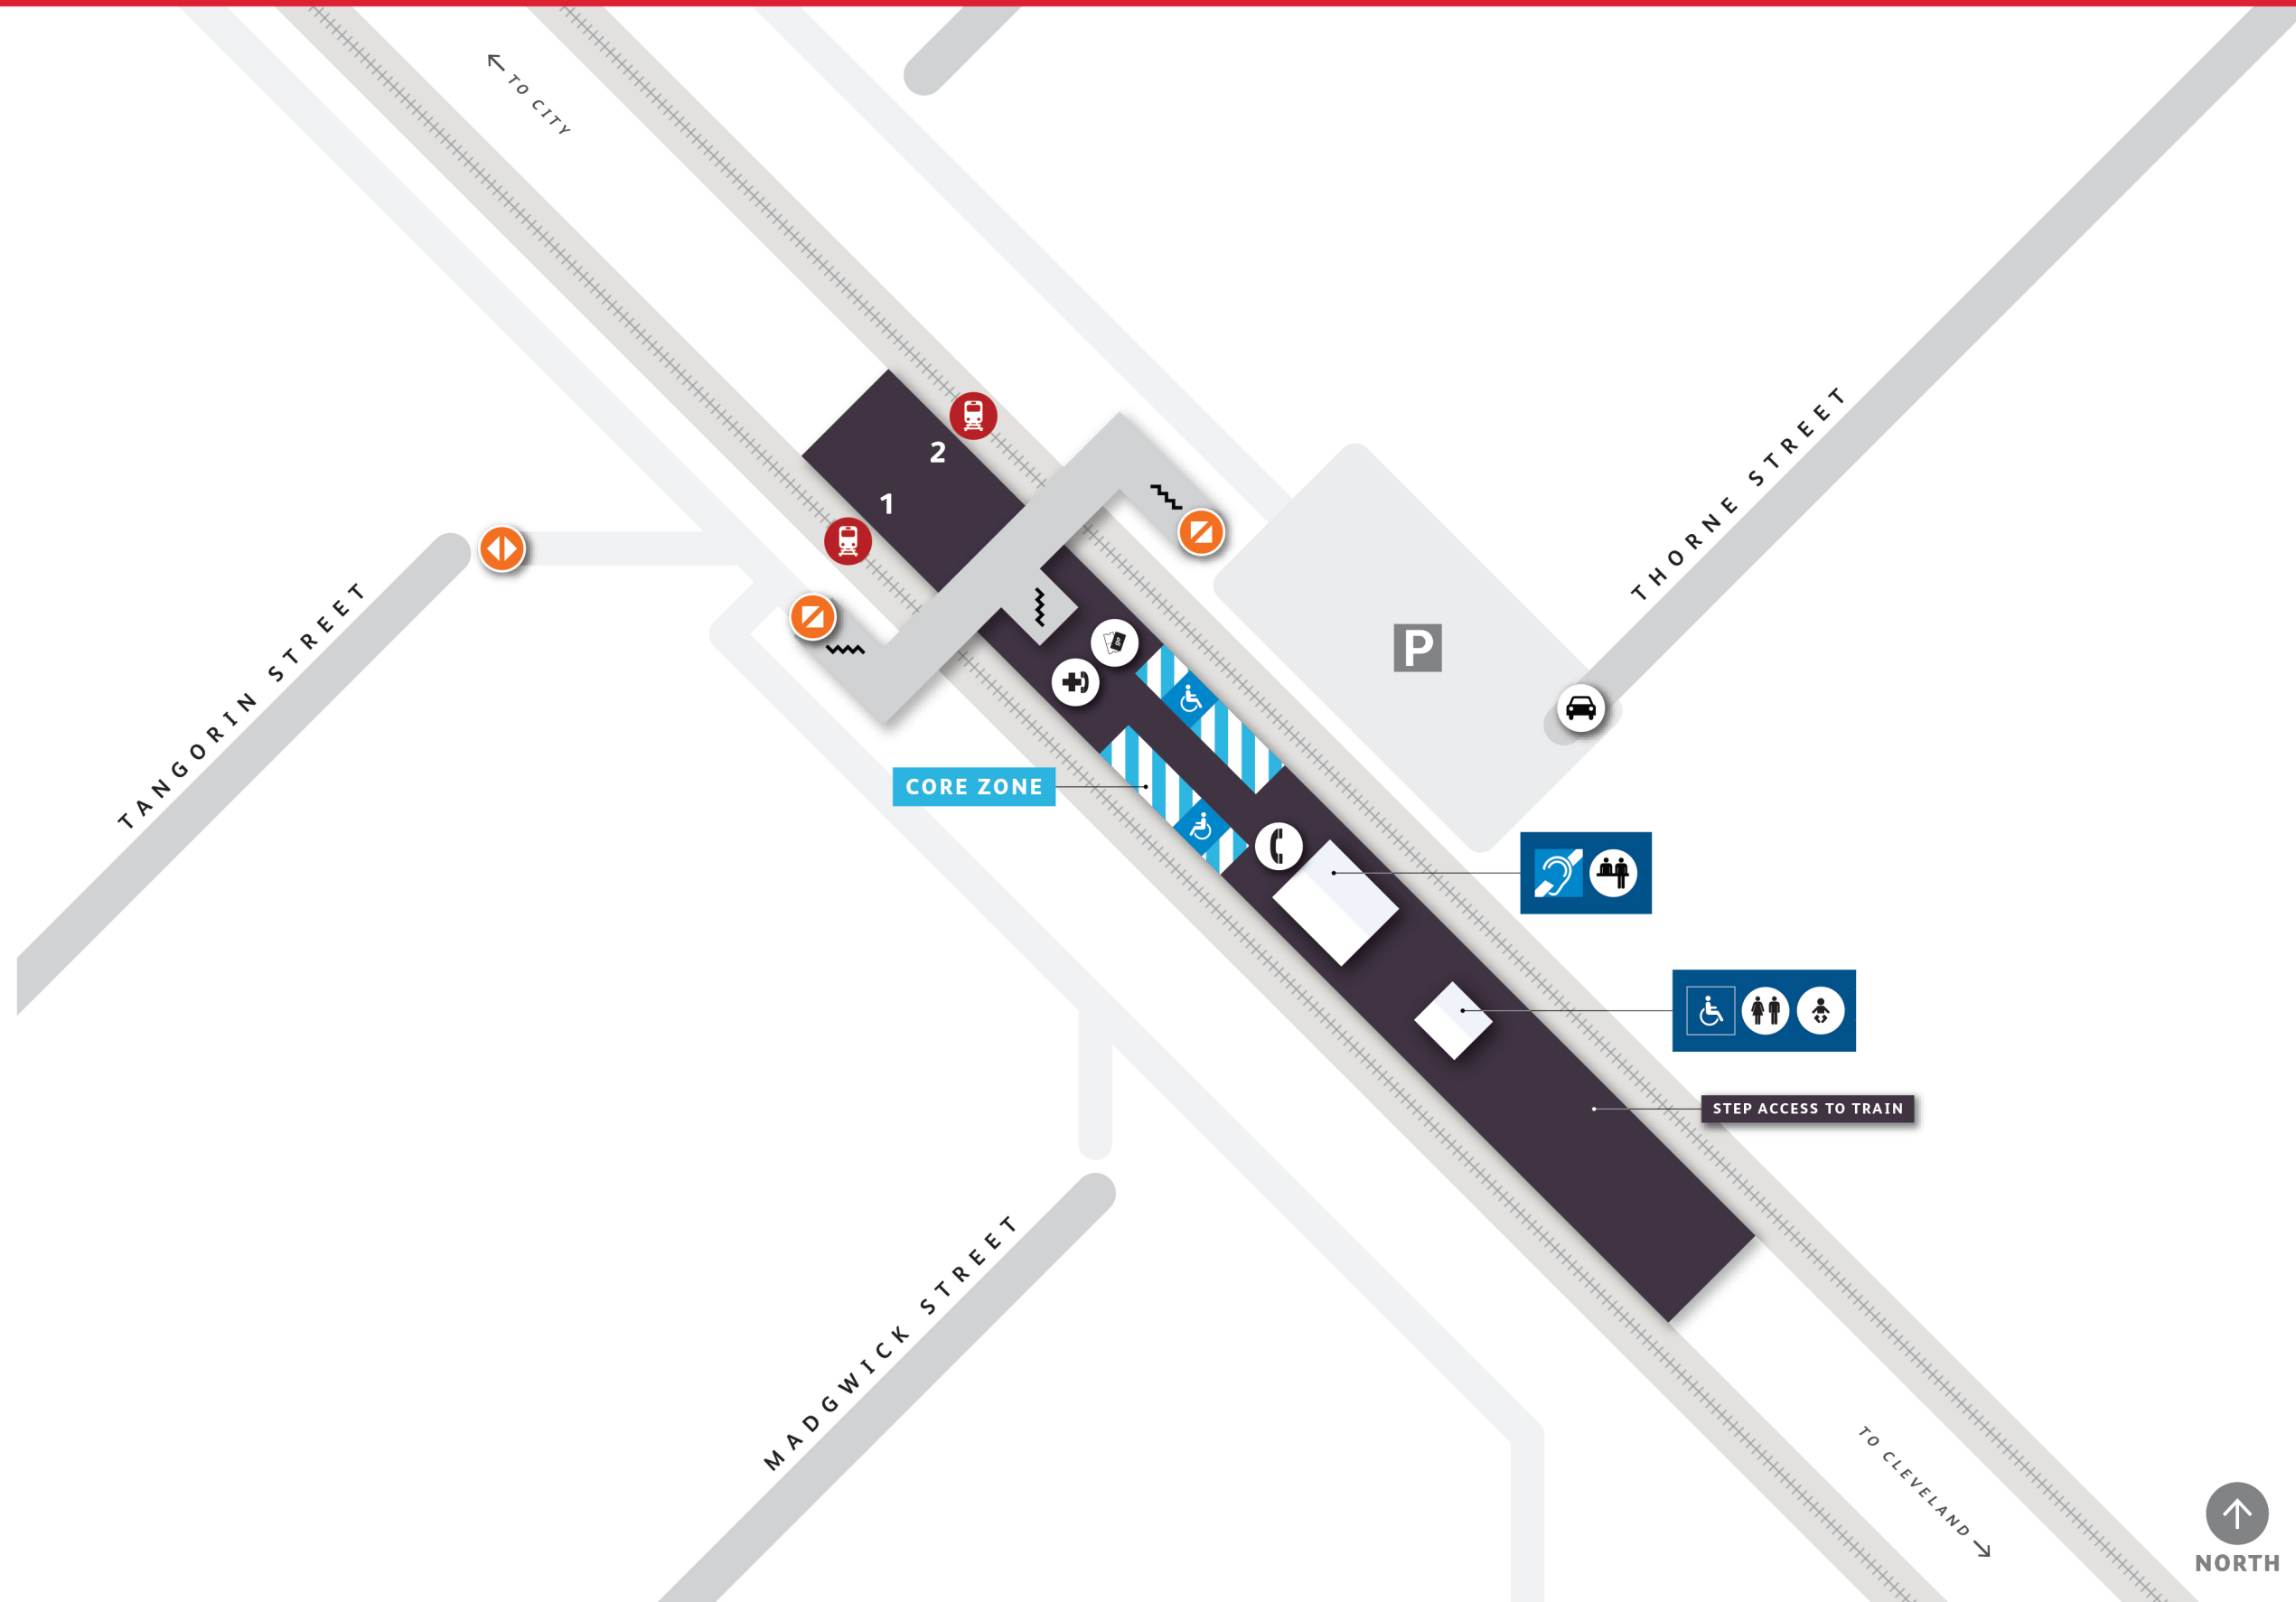 ← TO CITY
THORNE STREET
2
1
TANGORIN STREET
P
CORE ZONE
STEP ACCESS TO TRAIN
MADGWICK STREET
TO CLEVELAND →
NORTH